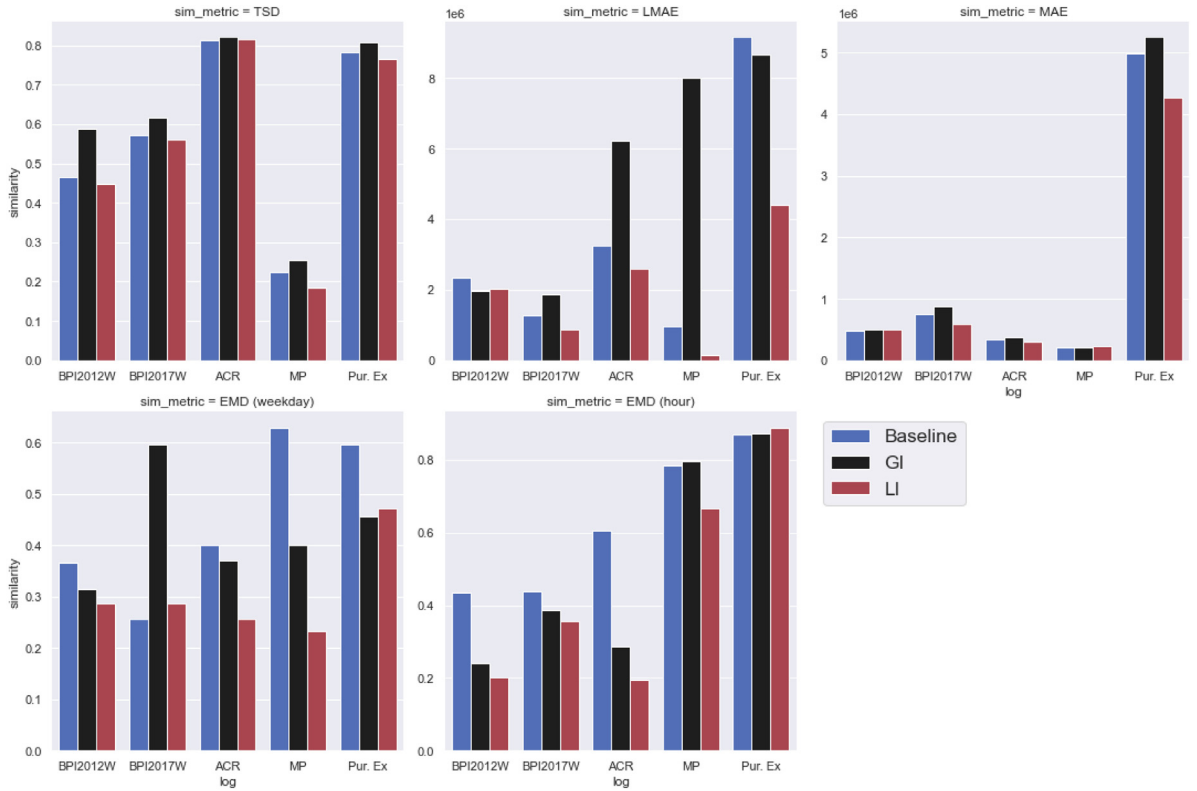 sim_metric = TSD
similarity
0.8
0.7
0.6
0.5
0.4
0.3
0.2
0.1
0.0
BPI2012W BPI2017W ACR MP Pur. Ex
sim_metric = LMAE
1e6
8
6
4
2
0
BPI2012W BPI2017W ACR MP Pur. Ex
sim_metric = MAE
1e6
5
4
3
2
1
0
BPI2012W BPI2017W ACR MP Pur. Ex
log
sim_metric = EMD (weekday)
similarity
0.6
0.5
0.4
0.3
0.2
0.1
0.0
BPI2012W BPI2017W ACR MP Pur. Ex
log
sim_metric = EMD (hour)
0.8
0.6
0.4
0.2
0.0
BPI2012W BPI2017W ACR MP Pur. Ex
log
Baseline
GI
LI